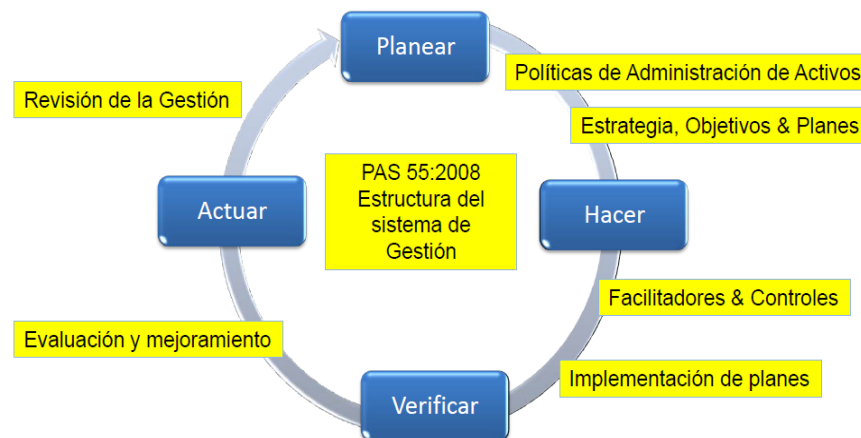 Planear
Políticas de Administración de Activos
Estrategia, Objetivos & Planes
Revisión de la Gestión
PAS 55:2008
Estructura del
sistema de
Gestión
Actuar
Hacer
Facilitadores & Controles
Evaluación y mejoramiento
Implementación de planes
Verificar